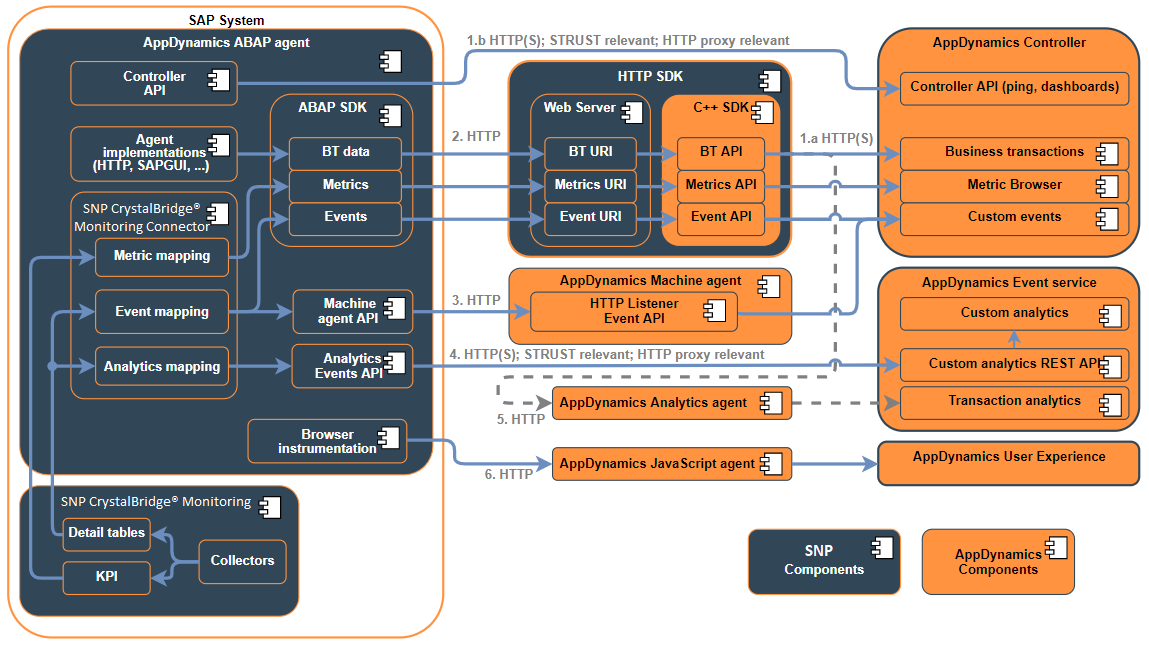 SAP System
AppDynamics ABAP agent
Controller
API
ABAP SDK
Agent
implementations
(HTTP, SAPGUI, ...)
BT data
Metrics
Events
SNP CrystalBridge®
Monitoring Connector
Metric mapping
Event mapping
Analytics mapping
Machine
agent API
Analytics
Events API
Browser
instrumentation
SNP CrystalBridge® Monitoring
Detail tables
KPI
Collectors
1.b HTTP(S); STRUST relevant; HTTP proxy relevant
2. HTTP
HTTP SDK
Web Server
BT URI
Metrics URI
Event URI
C++ SDK
BT API
Metrics API
Event API
1.a HTTP(S)
3. HTTP
AppDynamics Machine agent
HTTP Listener
Event API
4. HTTP(S); STRUST relevant; HTTP proxy relevant
5. HTTP
AppDynamics Analytics agent
6. HTTP
AppDynamics JavaScript agent
AppDynamics Controller
Controller API (ping, dashboards)
Business transactions
Metric Browser
Custom events
AppDynamics Event service
Custom analytics
Custom analytics REST API
Transaction analytics
AppDynamics User Experience
SNP
Components
AppDynamics
Components